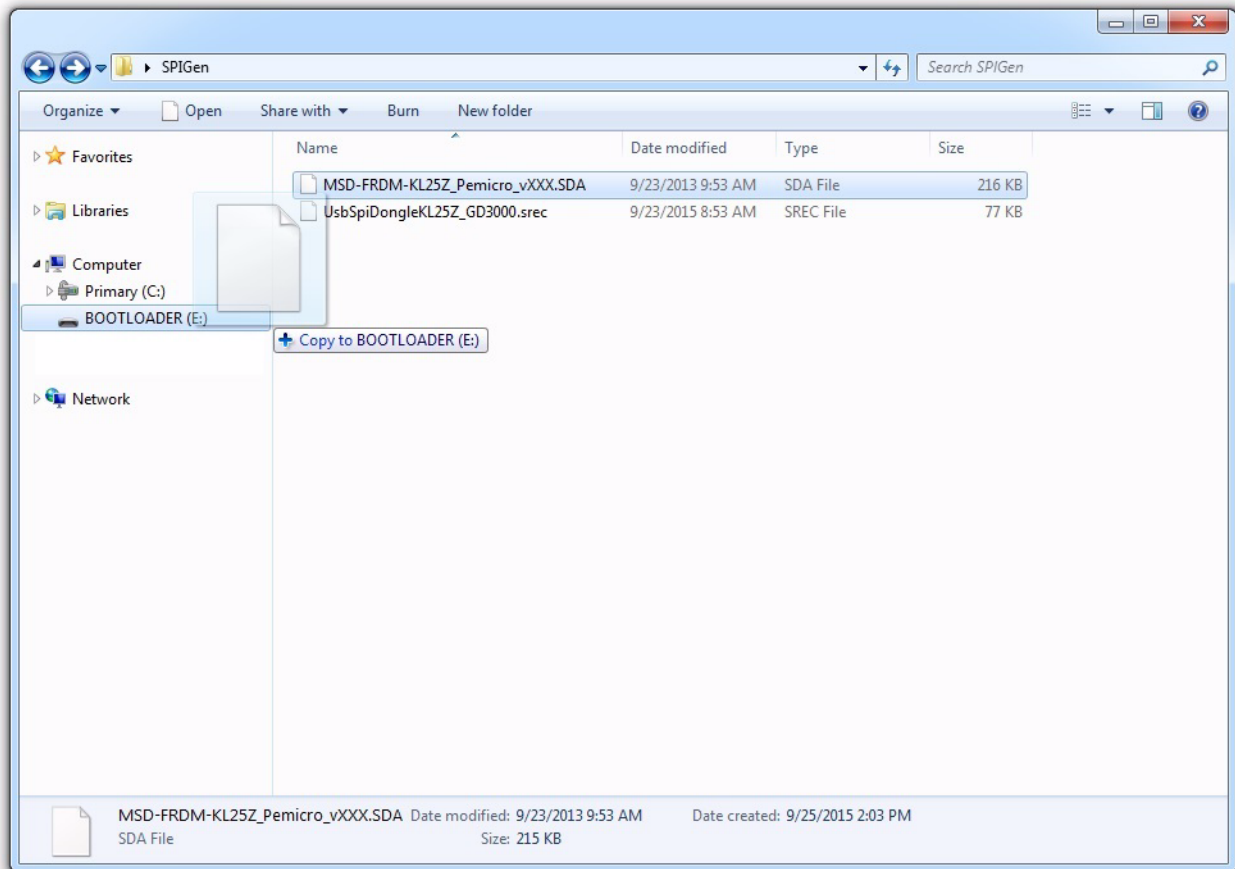 SPIGen
Search SPIGen
Organize Open Share with Burn New folder
Favorites
Libraries
Computer
Primary (C:)
BOOTLOADER (E:)
Network
Name Date modified Type Size
MSD-FRDM-KL25Z_Pemicro_vXXX.SDA 9/23/2013 9:53 AM SDA File 216 KB
UsbSpiDongleKL25Z_GD3000.srec 9/23/2015 8:53 AM SREC File 77 KB
Copy to BOOTLOADER (E:)
MSD-FRDM-KL25Z_Pemicro_vXXX.SDA Date modified: 9/23/2013 9:53 AM Date created: 9/25/2015 2:03 PM
SDA File Size: 215 KB